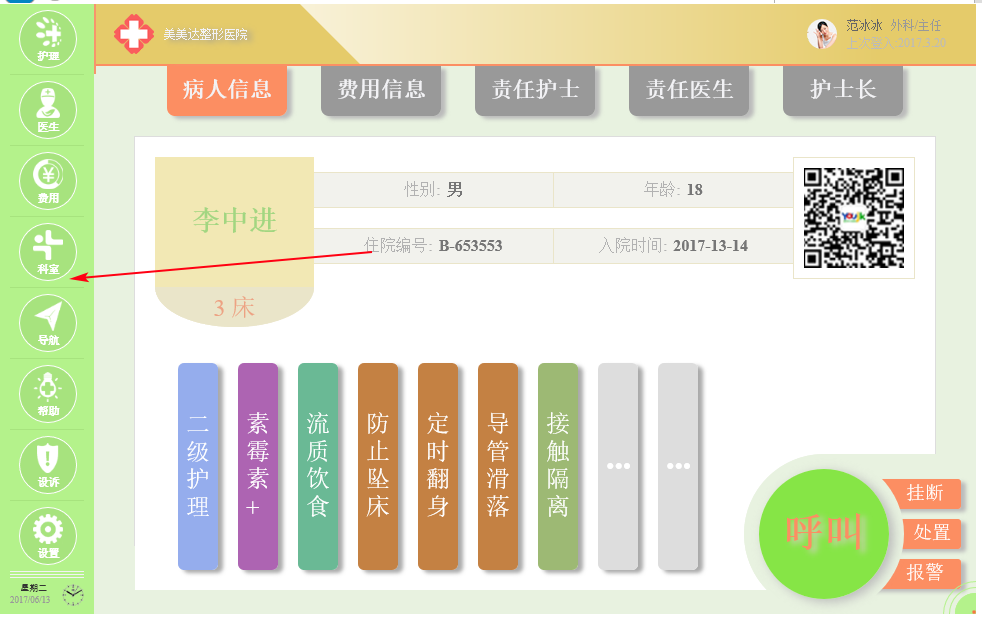 美美达整形医院
范冰冰 外科/主任
上次登入:2017.3.20
病人信息
费用信息
责任护士
责任医生
护士长
护理
医生
费用
科室
导航
帮助
设诉
设置
星期二
2017/06/13
李中进
3 床
性别: 男
年龄: 18
住院编号: B-653553
入院时间: 2017-13-14
二级护理
素霉素+
流质饮食
防止坠床
定时翻身
导管滑落
接触隔离
•••
•••
呼叫
挂断
处置
报警